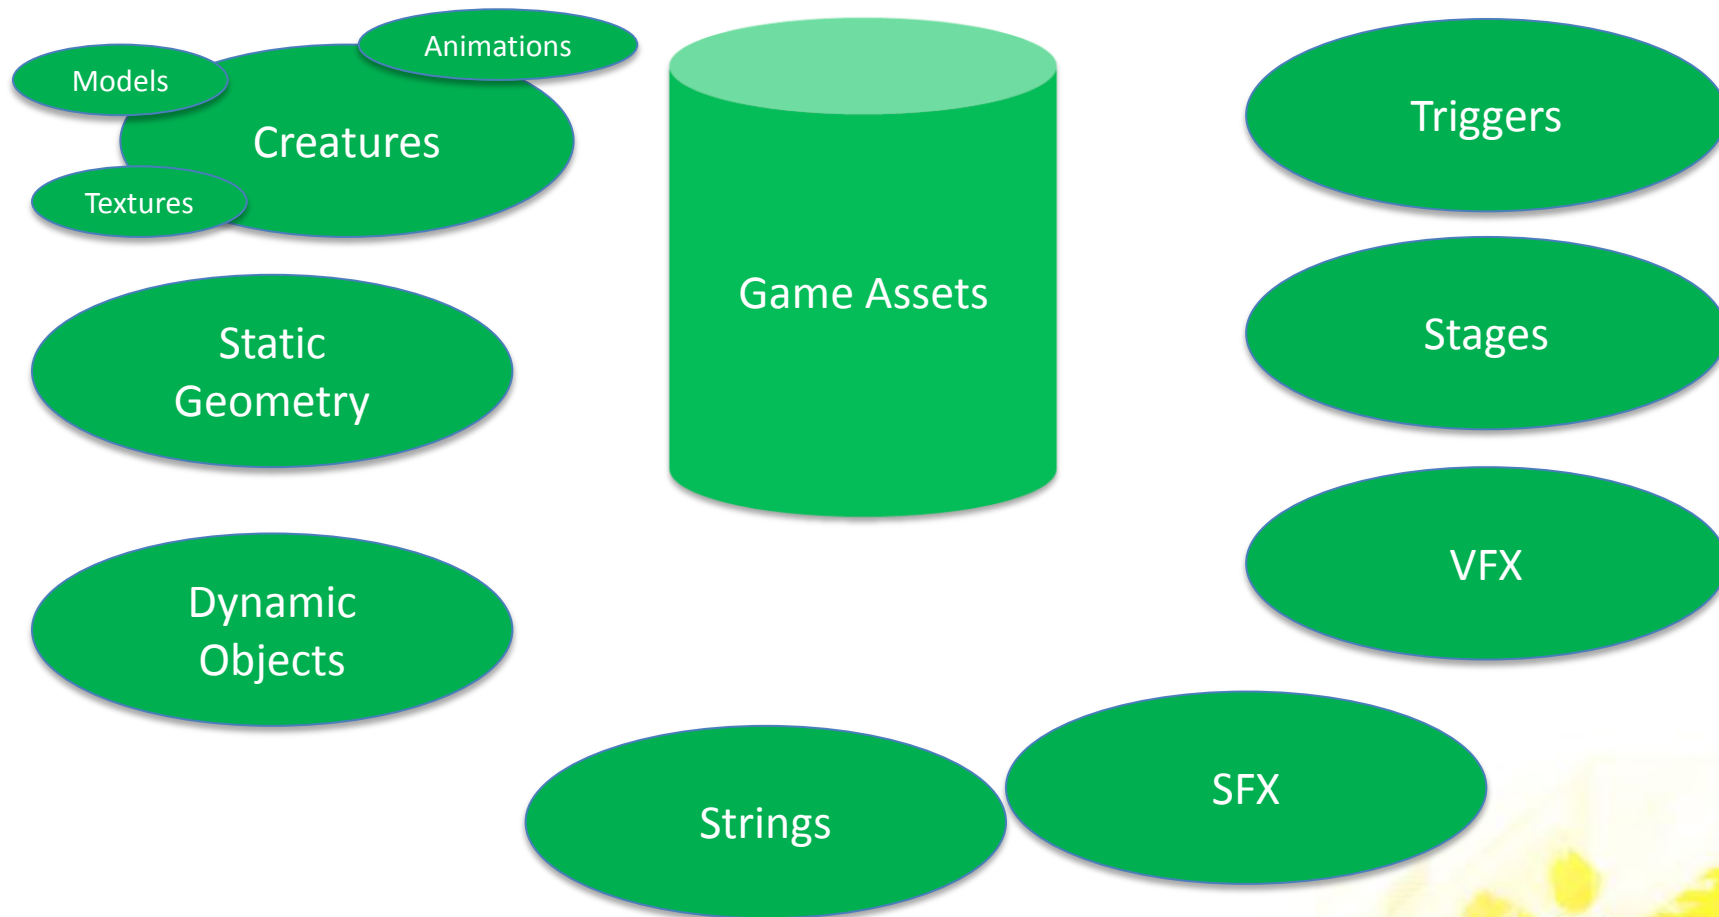 Animations
Models
Creatures
Textures
Static
Geometry
Dynamic
Objects
Game Assets
Triggers
Stages
VFX
SFX
Strings